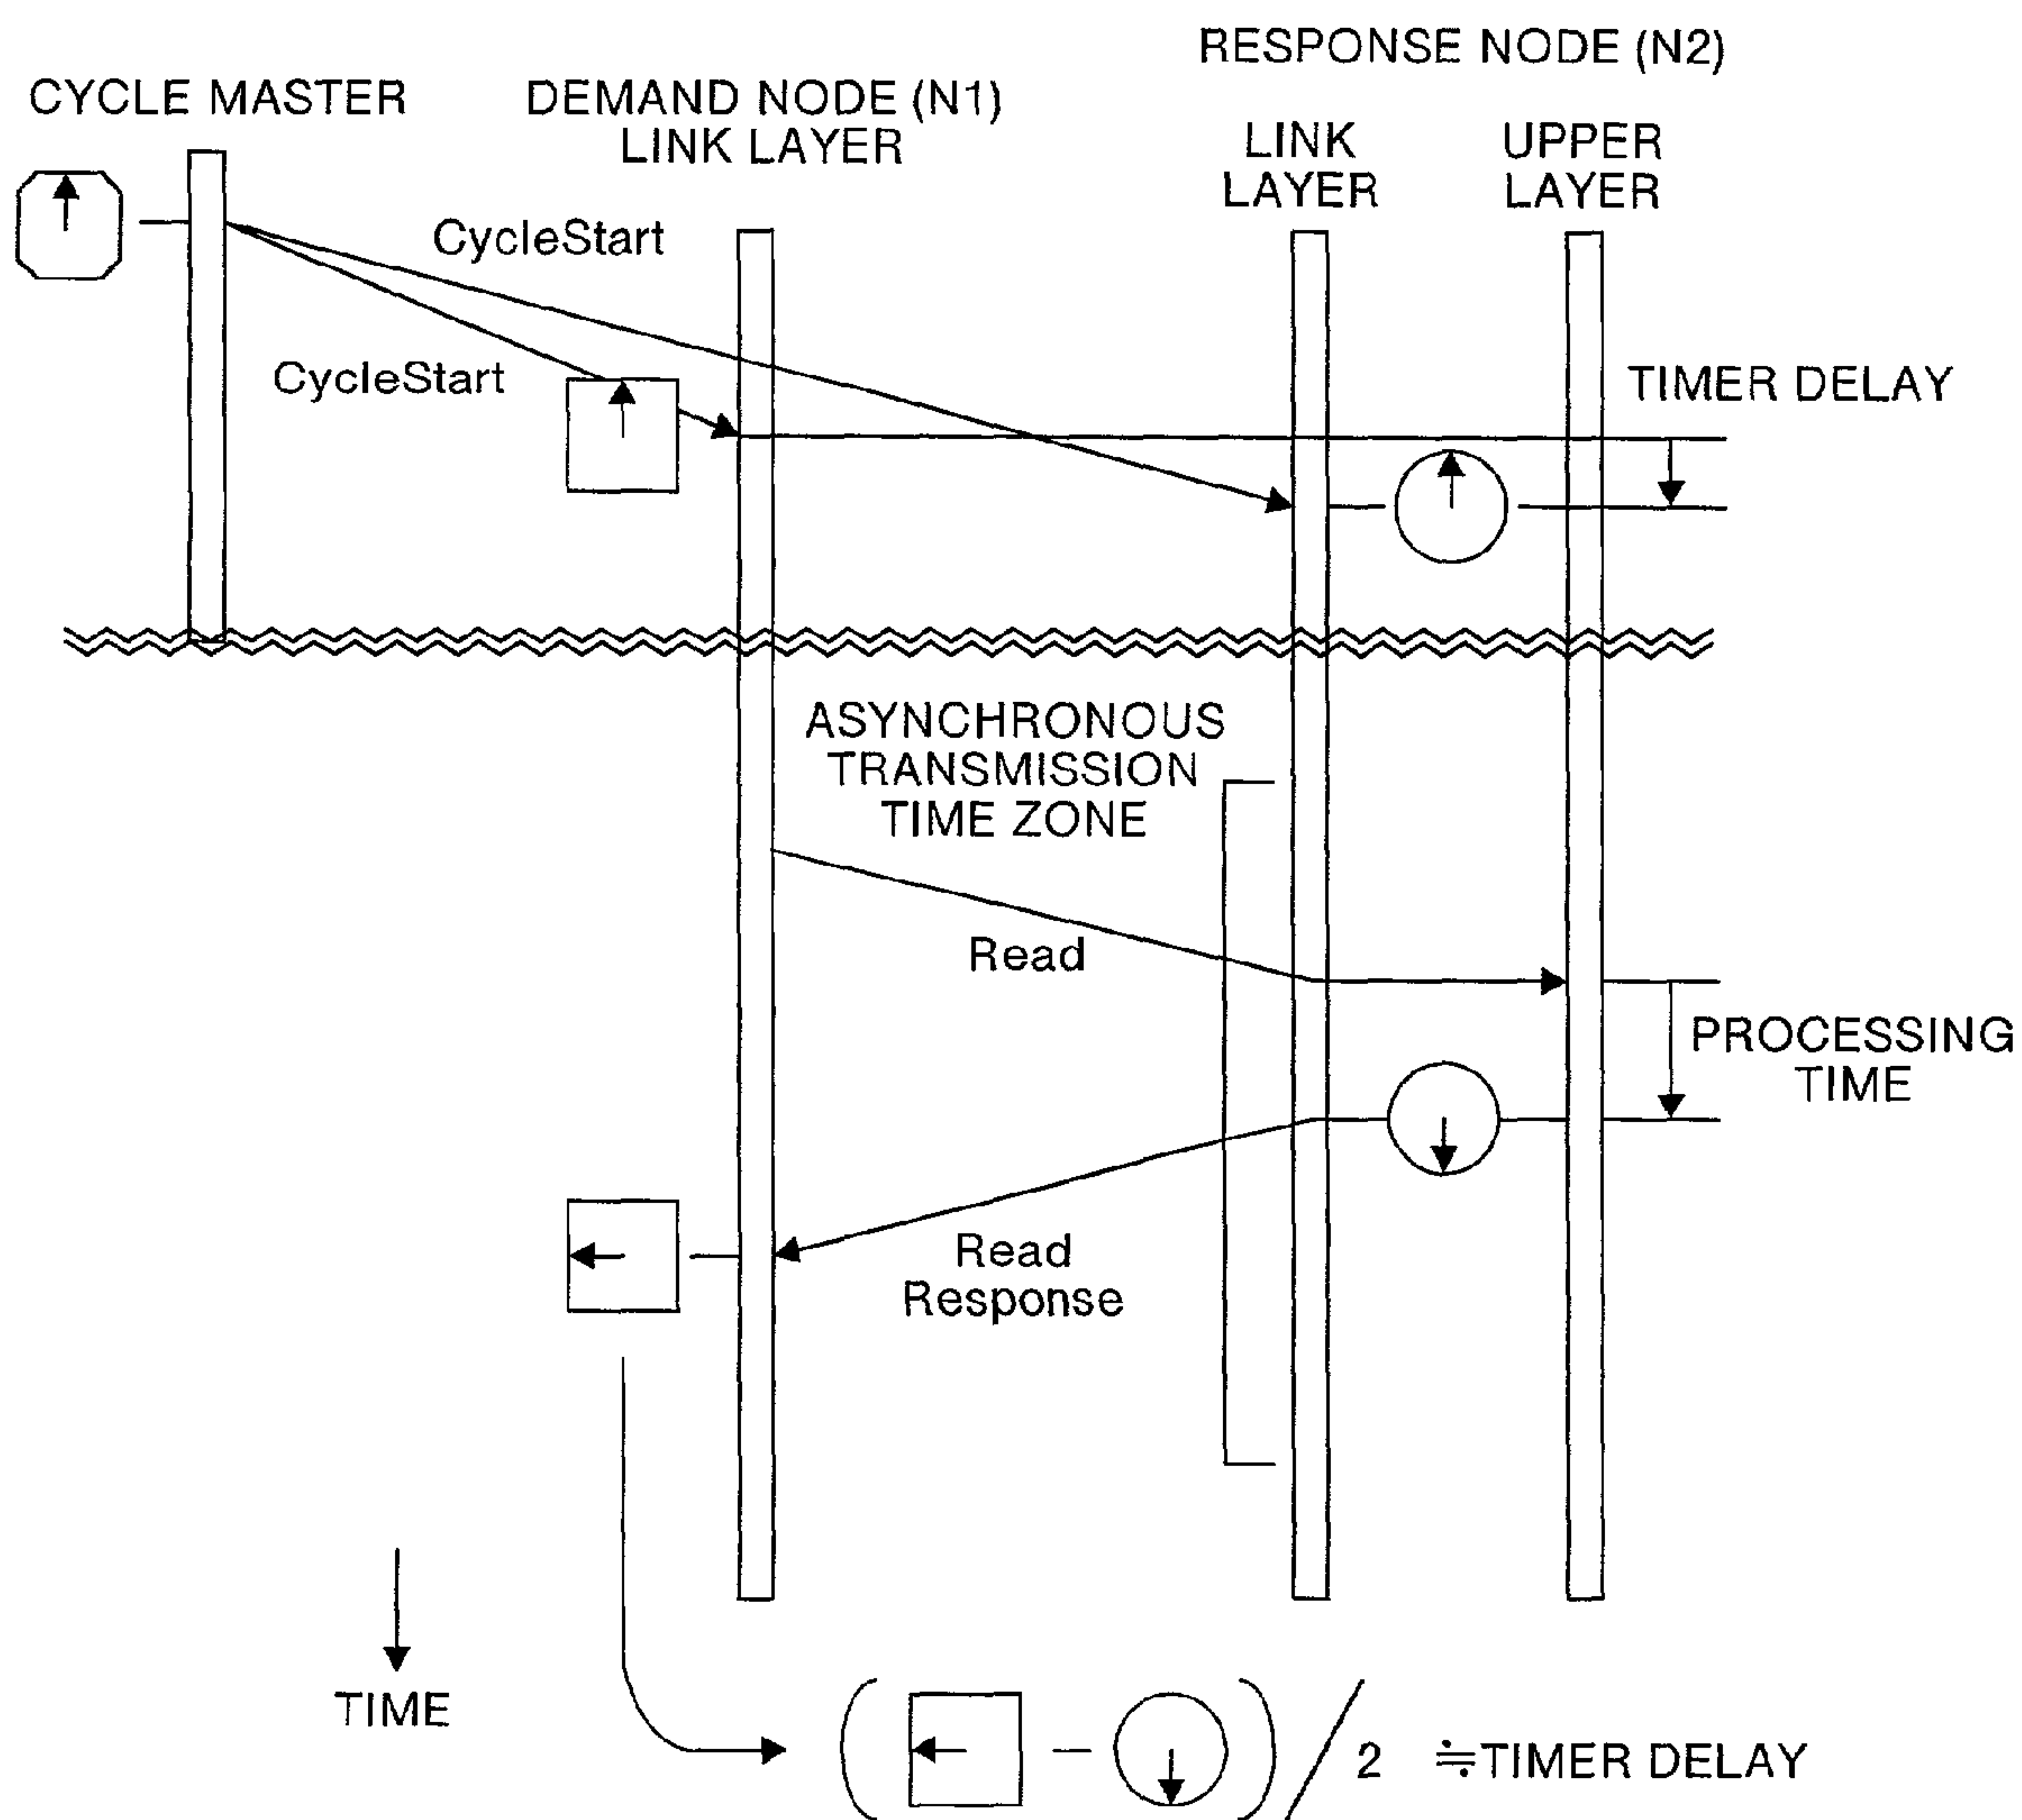 RESPONSE NODE (N2)
CYCLE MASTER
DEMAND NODE (N1)
LINK LAYER
LINK
LAYER
UPPER
LAYER
CycleStart
CycleStart
TIMER DELAY
ASYNCHRONOUS
TRANSMISSION
TIME ZONE
Read
PROCESSING
TIME
Read
Response
TIME
( − ) / 2 ≒TIMER DELAY